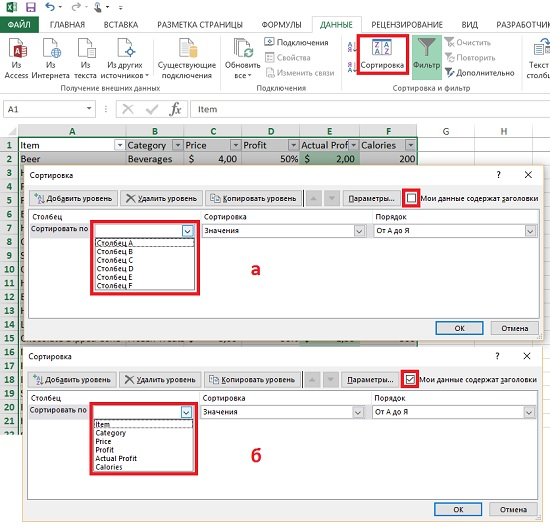 ФАЙЛ ГЛАВНАЯ ВСТАВКА РАЗМЕТКА СТРАНИЦЫ ФОРМУЛЫ ДАННЫЕ РЕЦЕНЗИРОВАНИЕ ВИД РАЗРАБОТЧИ
Из Access
Из Интернета
Из текста
Из других источников
Существующие подключения
Получение внешних данных
Обновить все
Подключения
Свойства
Изменить связи
Подключения
Сортировка
Фильтр
Очистить
Повторить
Дополнительно
Сортировка и фильтр
Текст столб
A1 fx Item
A B C D E F G H
1 Item Category Price Profit Actual Prof Calories
2 Beer Beverages $ 4,00 50% $ 2,00 200
Сортировка
Добавить уровень Удалить уровень Копировать уровень Параметры... Мои данные содержат заголовки
Столбец Сортировка Порядок
Сортировать по Значения От А до Я
Столбец A
Столбец B
Столбец C
Столбец D
Столбец E
Столбец F
а
ОК Отмена
Сортировка
Добавить уровень Удалить уровень Копировать уровень Параметры... Мои данные содержат заголовки
Столбец Сортировка Порядок
Сортировать по Значения От А до Я
Item
Category
Price
Profit
Actual Profit
Calories
б
ОК Отмена